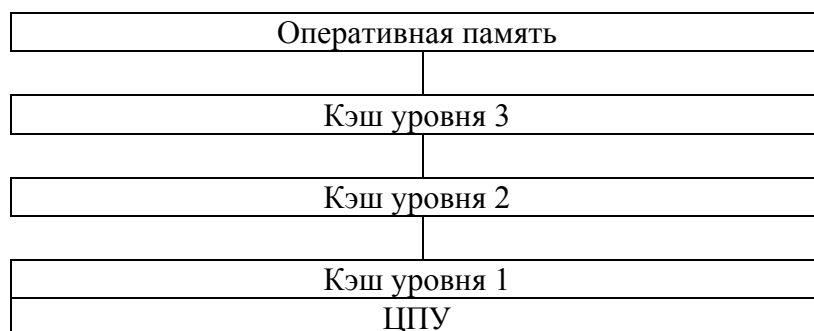 Оперативная память
Кэш уровня 3
Кэш уровня 2
Кэш уровня 1
ЦПУ